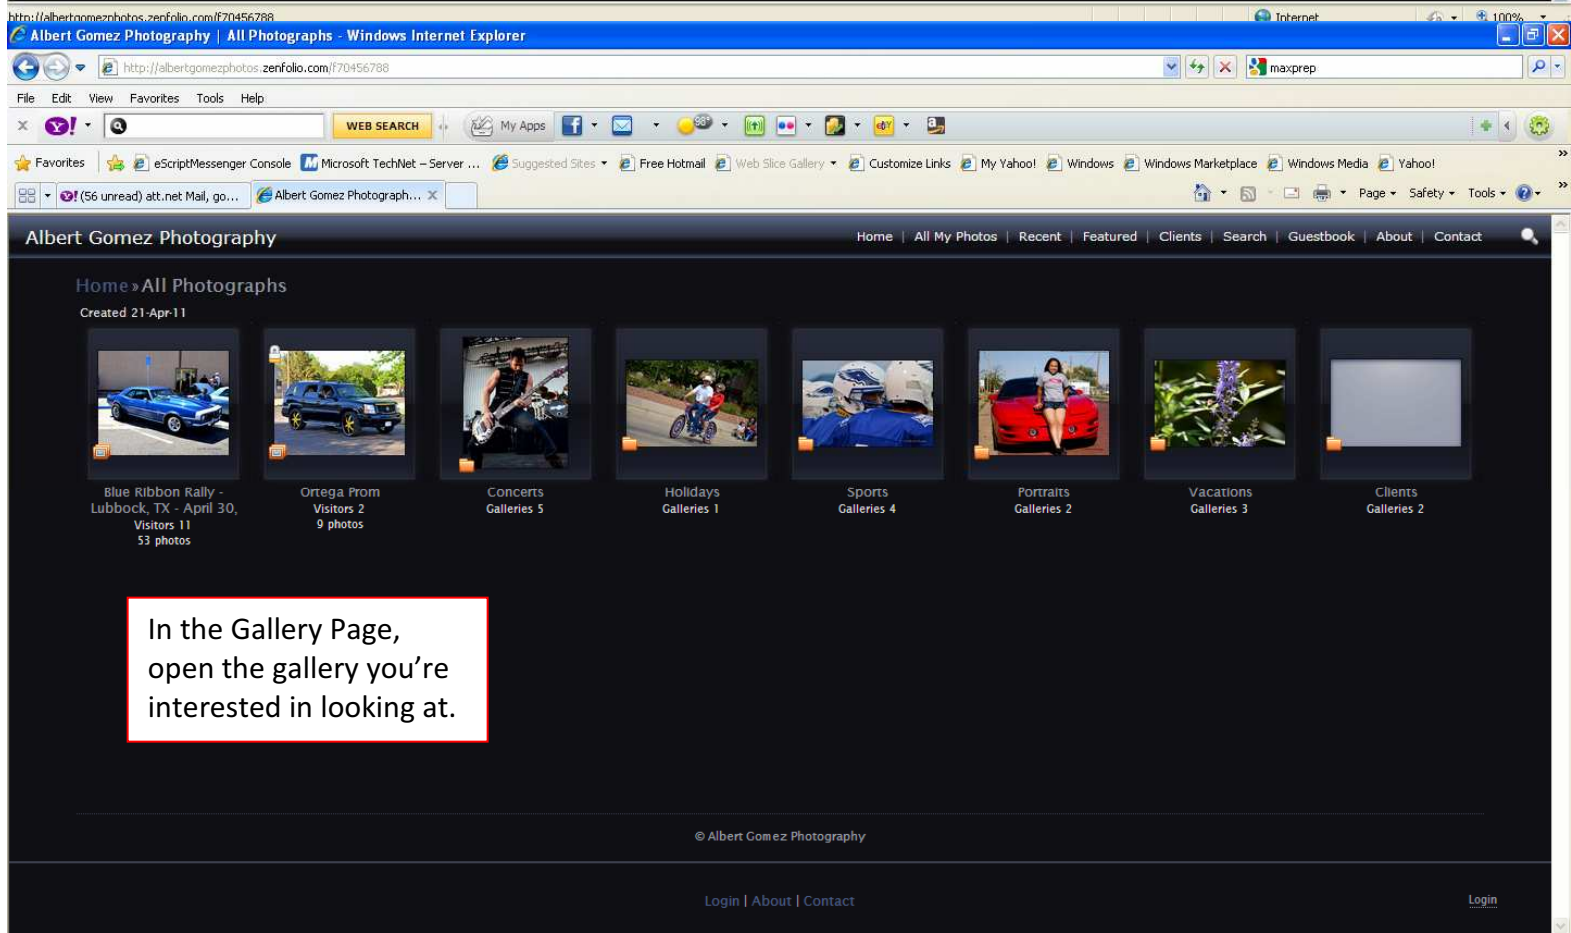 http://albertgomezphotos.zenfolio.com/f70456788 Internet 100%
Albert Gomez Photography | All Photographs - Windows Internet Explorer
http://albertgomezphotos.zenfolio.com/f70456788 maxprep
File Edit View Favorites Tools Help
Y! WEB SEARCH My Apps 98° eBY a
Favorites eScriptMessenger Console Microsoft TechNet – Server ... Suggested Sites Free Hotmail Web Slice Gallery Customize Links My Yahoo! Windows Windows Marketplace Windows Media Yahoo!
(56 unread) att.net Mail, go... Albert Gomez Photograph... X Page Safety Tools
Albert Gomez Photography Home | All My Photos | Recent | Featured | Clients | Search | Guestbook | About | Contact
Home » All Photographs
Created 21-Apr-11
Blue Ribbon Rally - Ortega Prom Concerts Holidays Sports Portraits Vacations Clients
Lubbock, TX - April 30, Visitors 2 Galleries 5 Galleries 1 Galleries 4 Galleries 2 Galleries 3 Galleries 2
Visitors 11 9 photos
53 photos
In the Gallery Page,
open the gallery you’re
interested in looking at.
© Albert Gomez Photography
Login | About | Contact Login